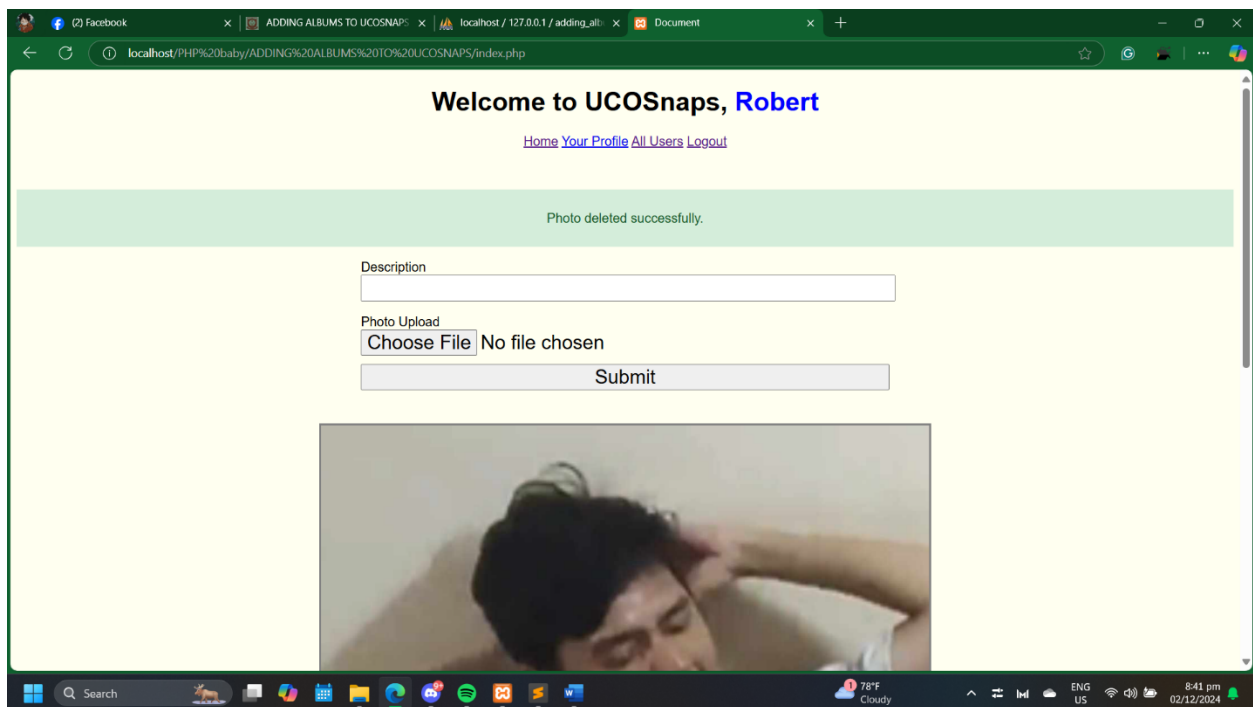 (2) Facebook
ADDING ALBUMS TO UCOSNAPS
localhost / 127.0.0.1 / adding_alb
Document
localhost/PHP%20baby/ADDING%20ALBUMS%20TO%20UCOSNAPS/index.php
Welcome to UCOSnaps, Robert
Home Your Profile All Users Logout
Photo deleted successfully.
Description
Photo Upload
Choose File No file chosen
Submit
Search
1
78°F
Cloudy
ENG
US
8:41 pm
02/12/2024